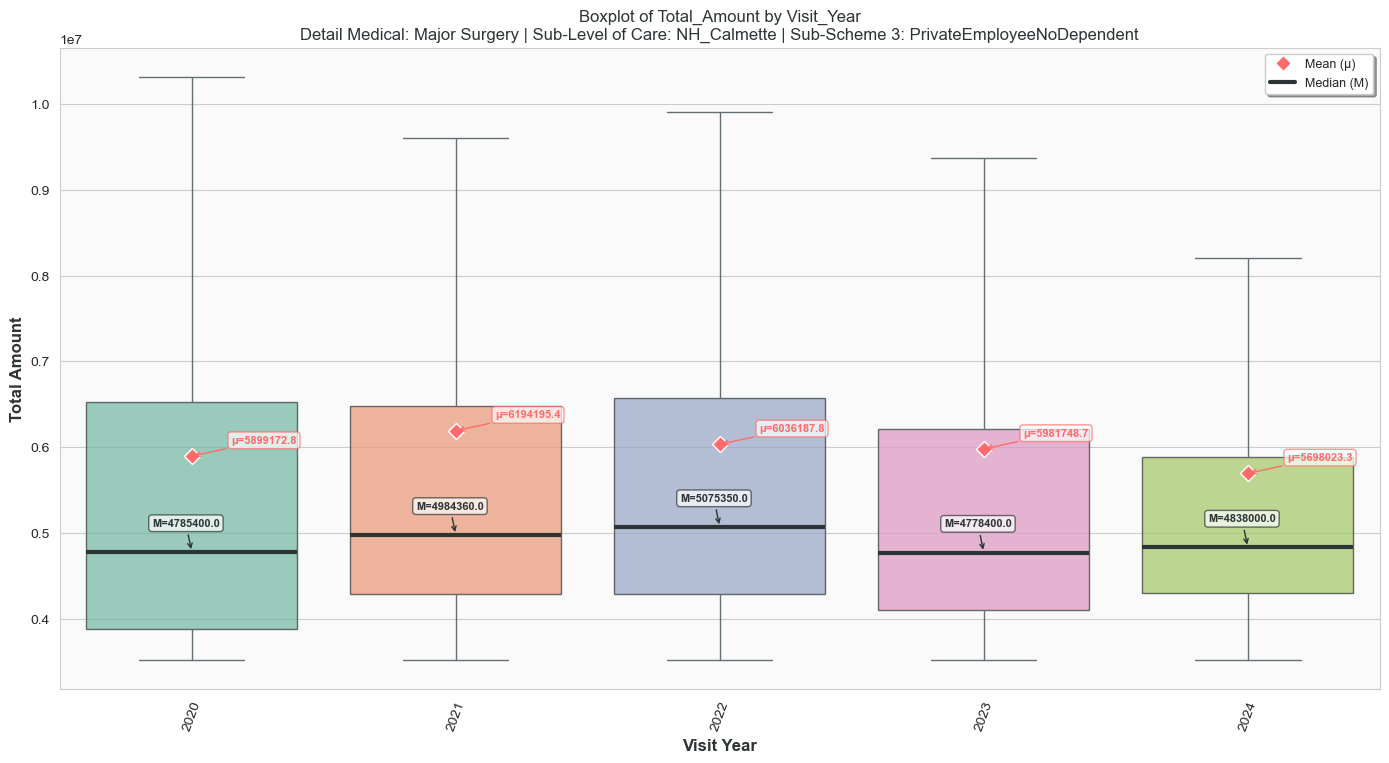 Boxplot of Total_Amount by Visit_Year
Detail Medical: Major Surgery | Sub-Level of Care: NH_Calmette | Sub-Scheme 3: PrivateEmployeeNoDependent
1e7
Mean (μ)
Median (M)
1.0
0.9
0.8
0.7
0.6
0.5
0.4
Total Amount
μ=5899172.8
M=4785400.0
μ=6194195.4
M=4984360.0
μ=6036187.8
M=5075350.0
μ=5981748.7
M=4778400.0
μ=5698023.3
M=4838000.0
2020
2021
2022
2023
2024
Visit Year